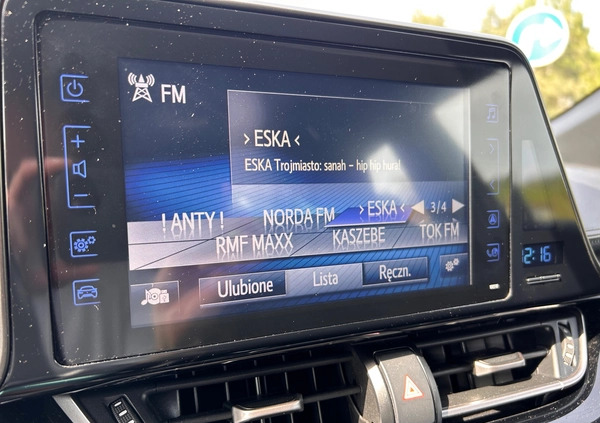 FM
› ESKA ‹
ESKA Trojmiasto: sanah – hip hip hura!
! ANTY ! NORDA FM › ESKA ‹ 3/4
RMF MAXX KASZEBE TOK FM
Ulubione Lista Ręczn.
2:16